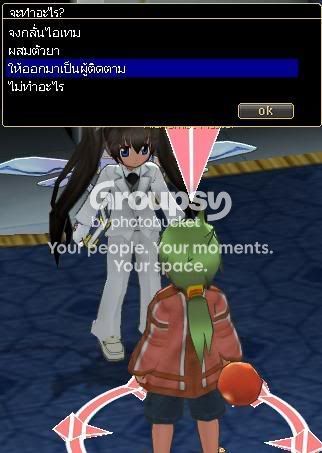 จะทำอะไร?
จงกลั่นไอเทม
ผสมตัวยา
ให้ออกมาเป็นผู้ติดตาม
ไม่ทำอะไร
ok
Groupsy
by photobucket
Your people. Your moments.
Your space.